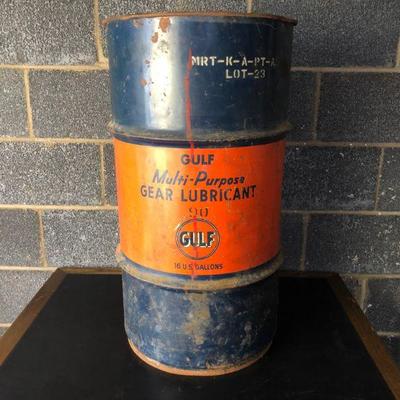 MRT-K-A-PT-A
LOT-23
GULF
Multi-Purpose
GEAR LUBRICANT
90
GULF
16 U.S. GALLONS